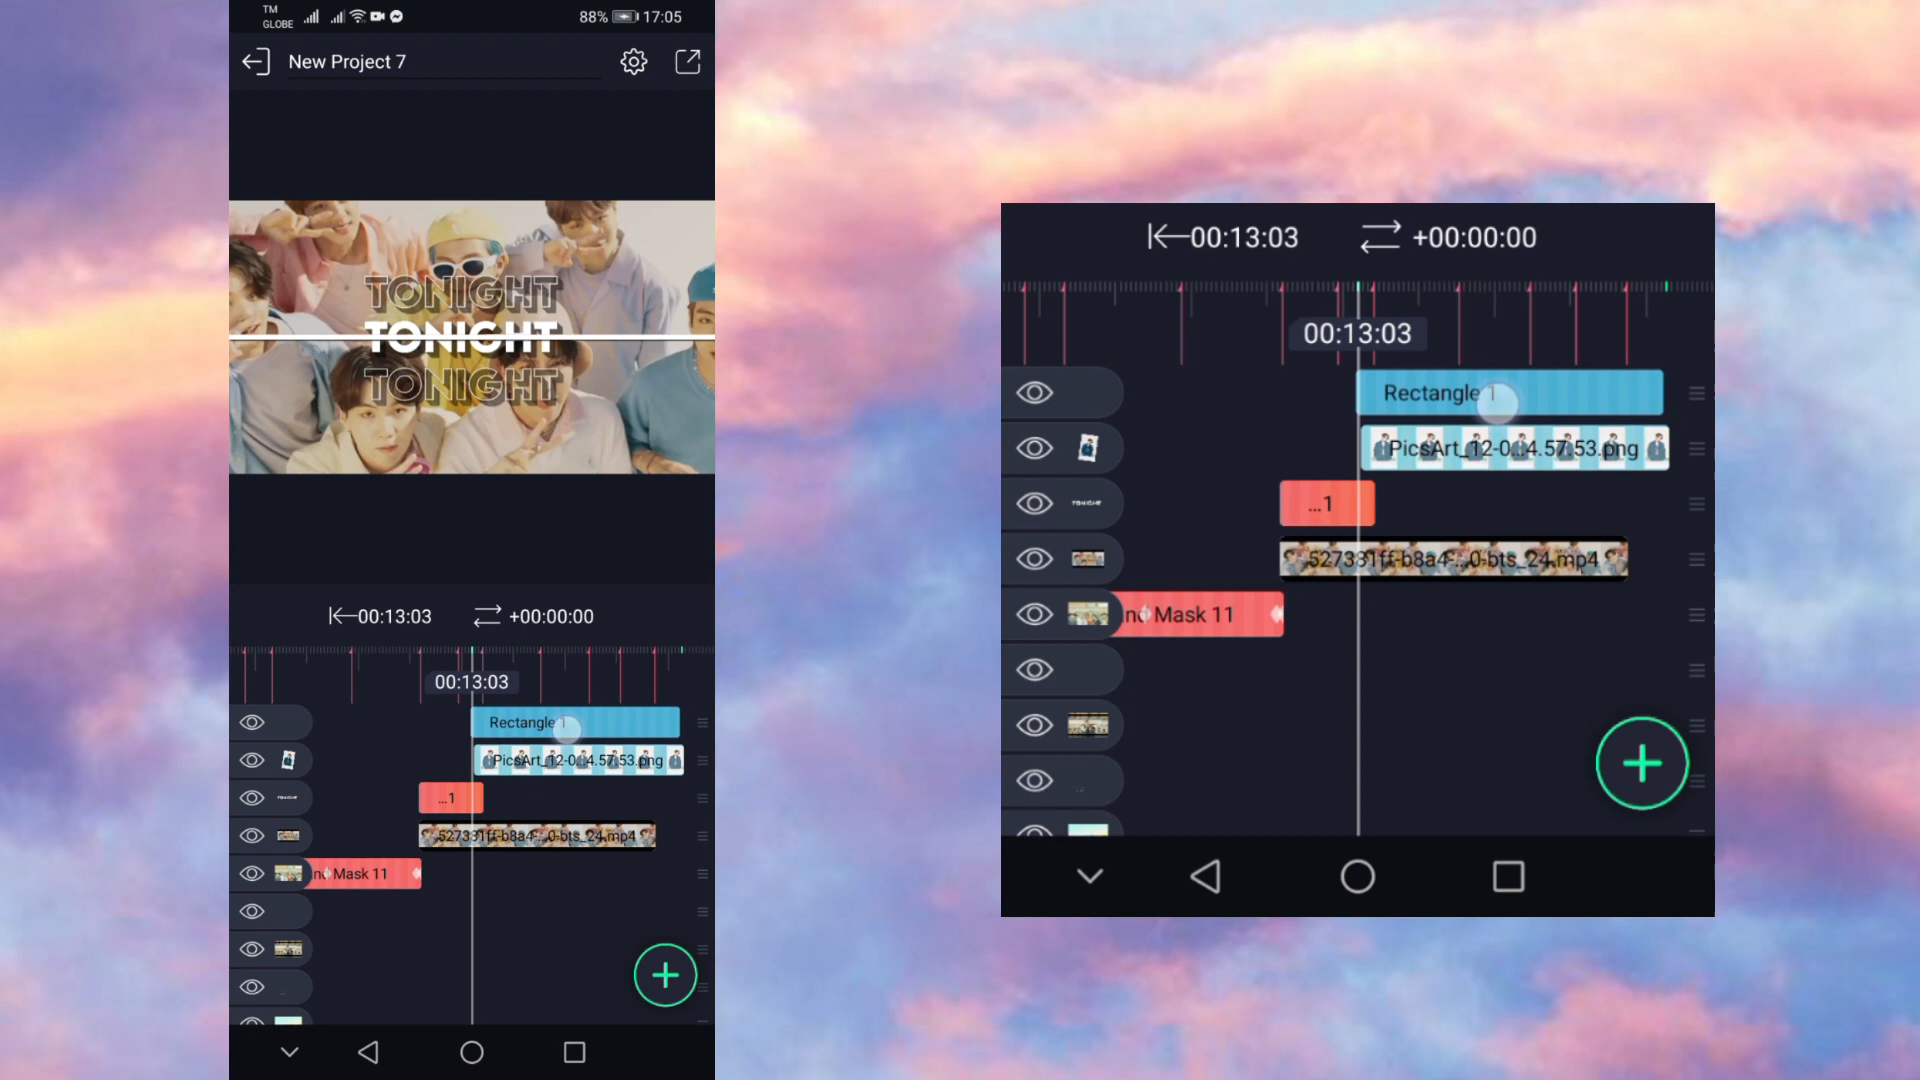 TM
GLOBE
88% 17:05
New Project 7
TONIGHT
TONIGHT
TONIGHT
00:13:03 +00:00:00
00:13:03
Rectangle 1
PicsArt_12-0...4.57.53.png
...1
TONIGHT
527331ff-b8a4-...0-bts_24.mp4
Mask 11
00:13:03 +00:00:00
00:13:03
Rectangle 1
PicsArt_12-0...4.57.53.png
...1
TONIGHT
527331ff-b8a4-...0-bts_24.mp4
Mask 11